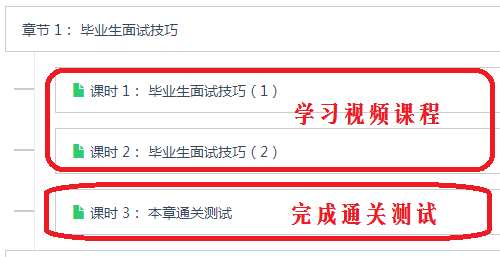 章节 1： 毕业生面试技巧
课时 1： 毕业生面试技巧（1）
学习视频课程
课时 2： 毕业生面试技巧（2）
课时 3： 本章通关测试
完成通关测试